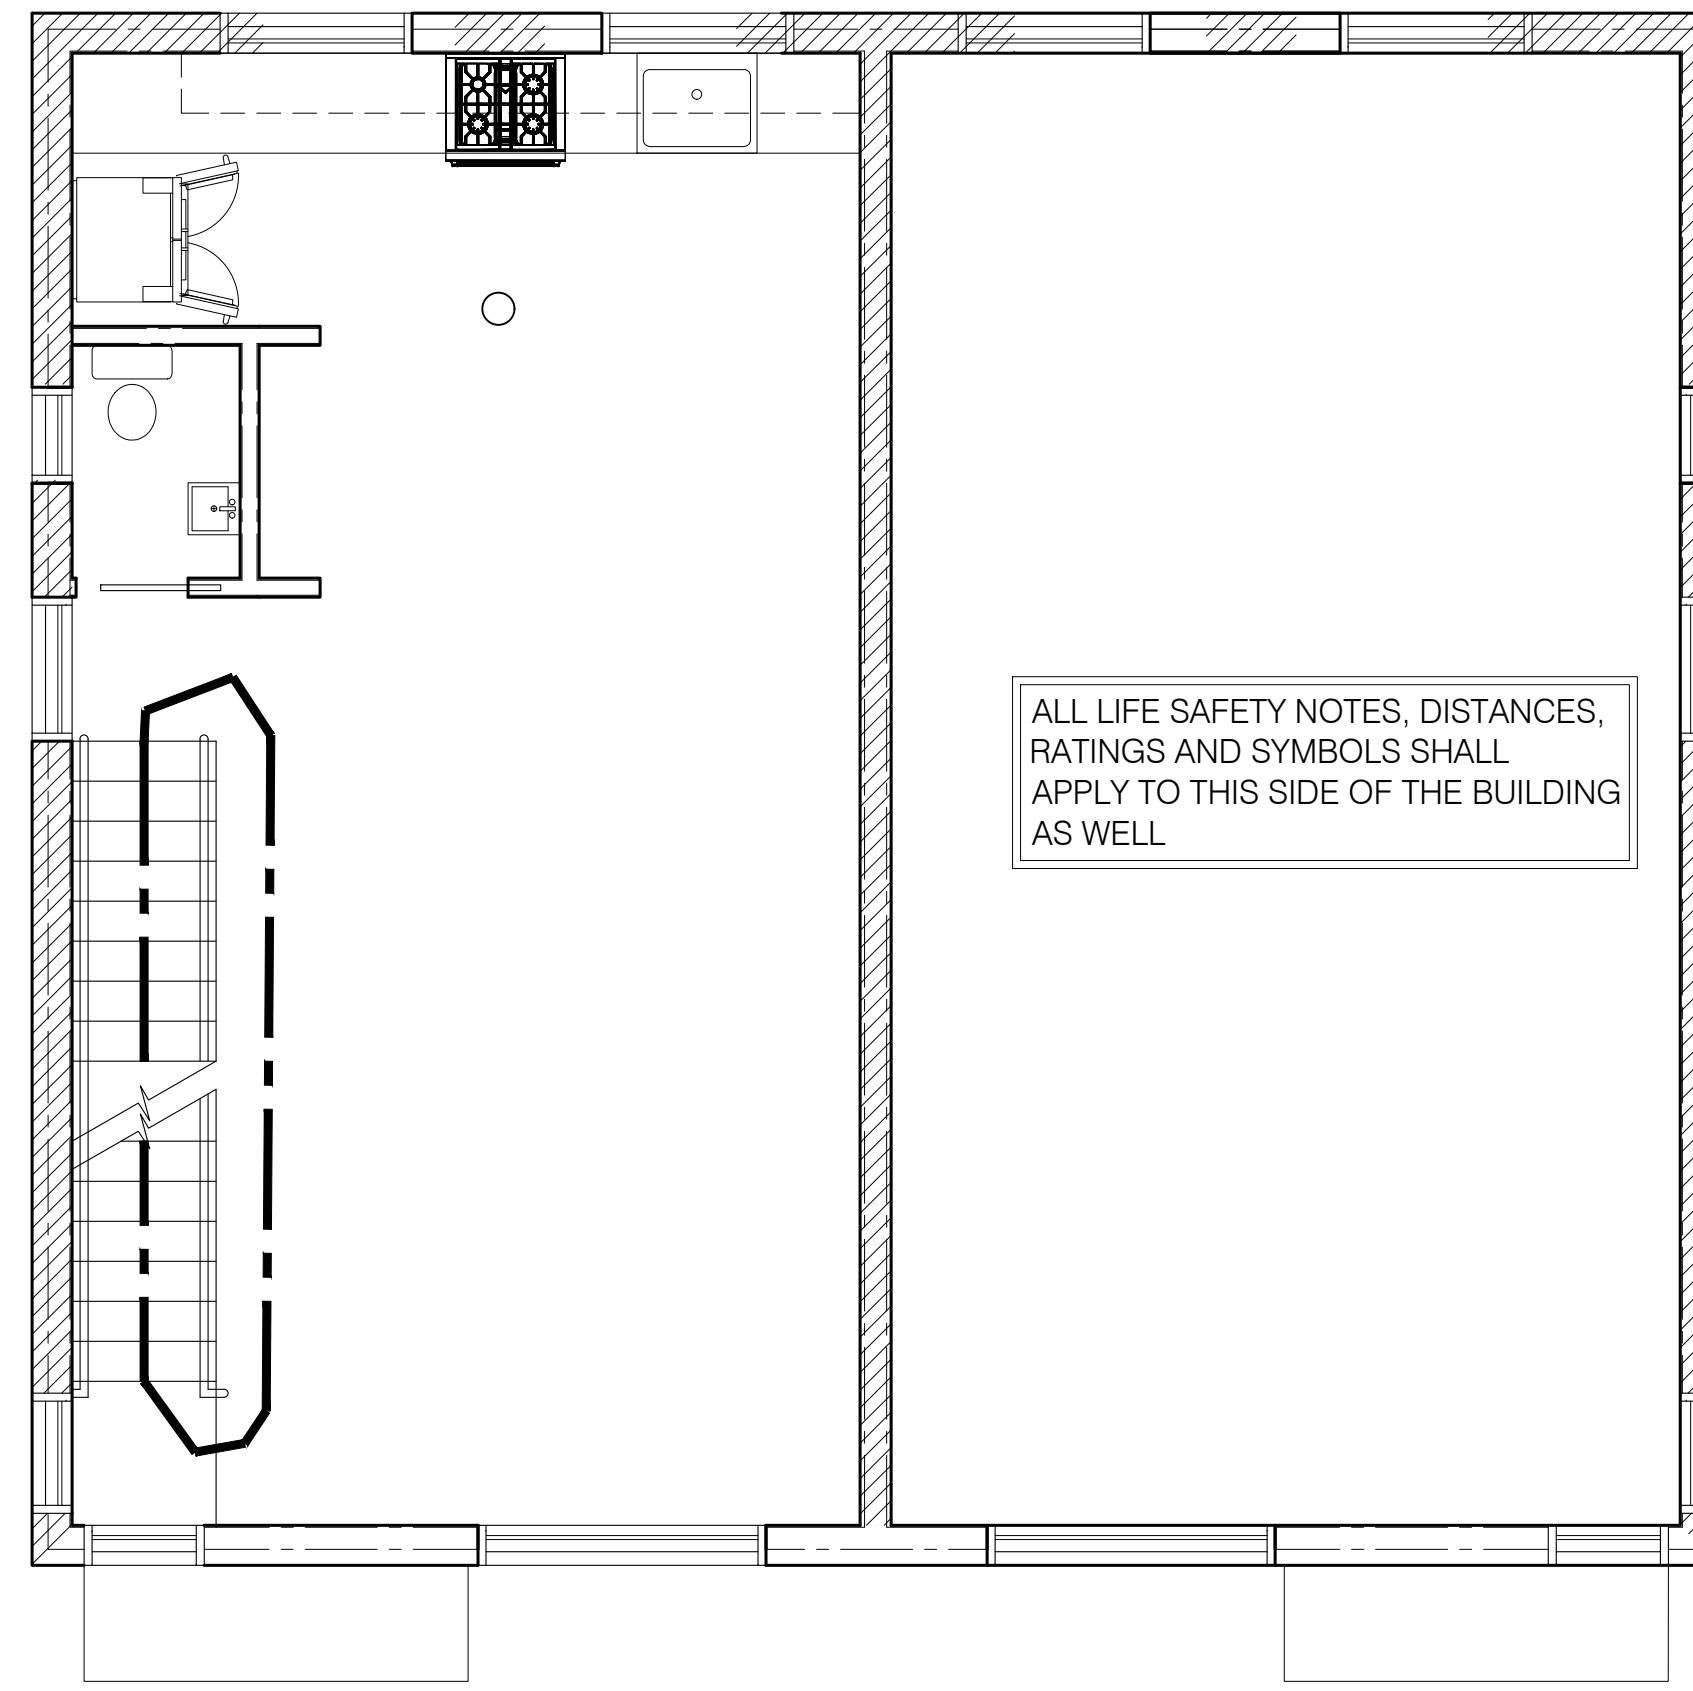 ALL LIFE SAFETY NOTES, DISTANCES,
RATINGS AND SYMBOLS SHALL
APPLY TO THIS SIDE OF THE BUILDING
AS WELL